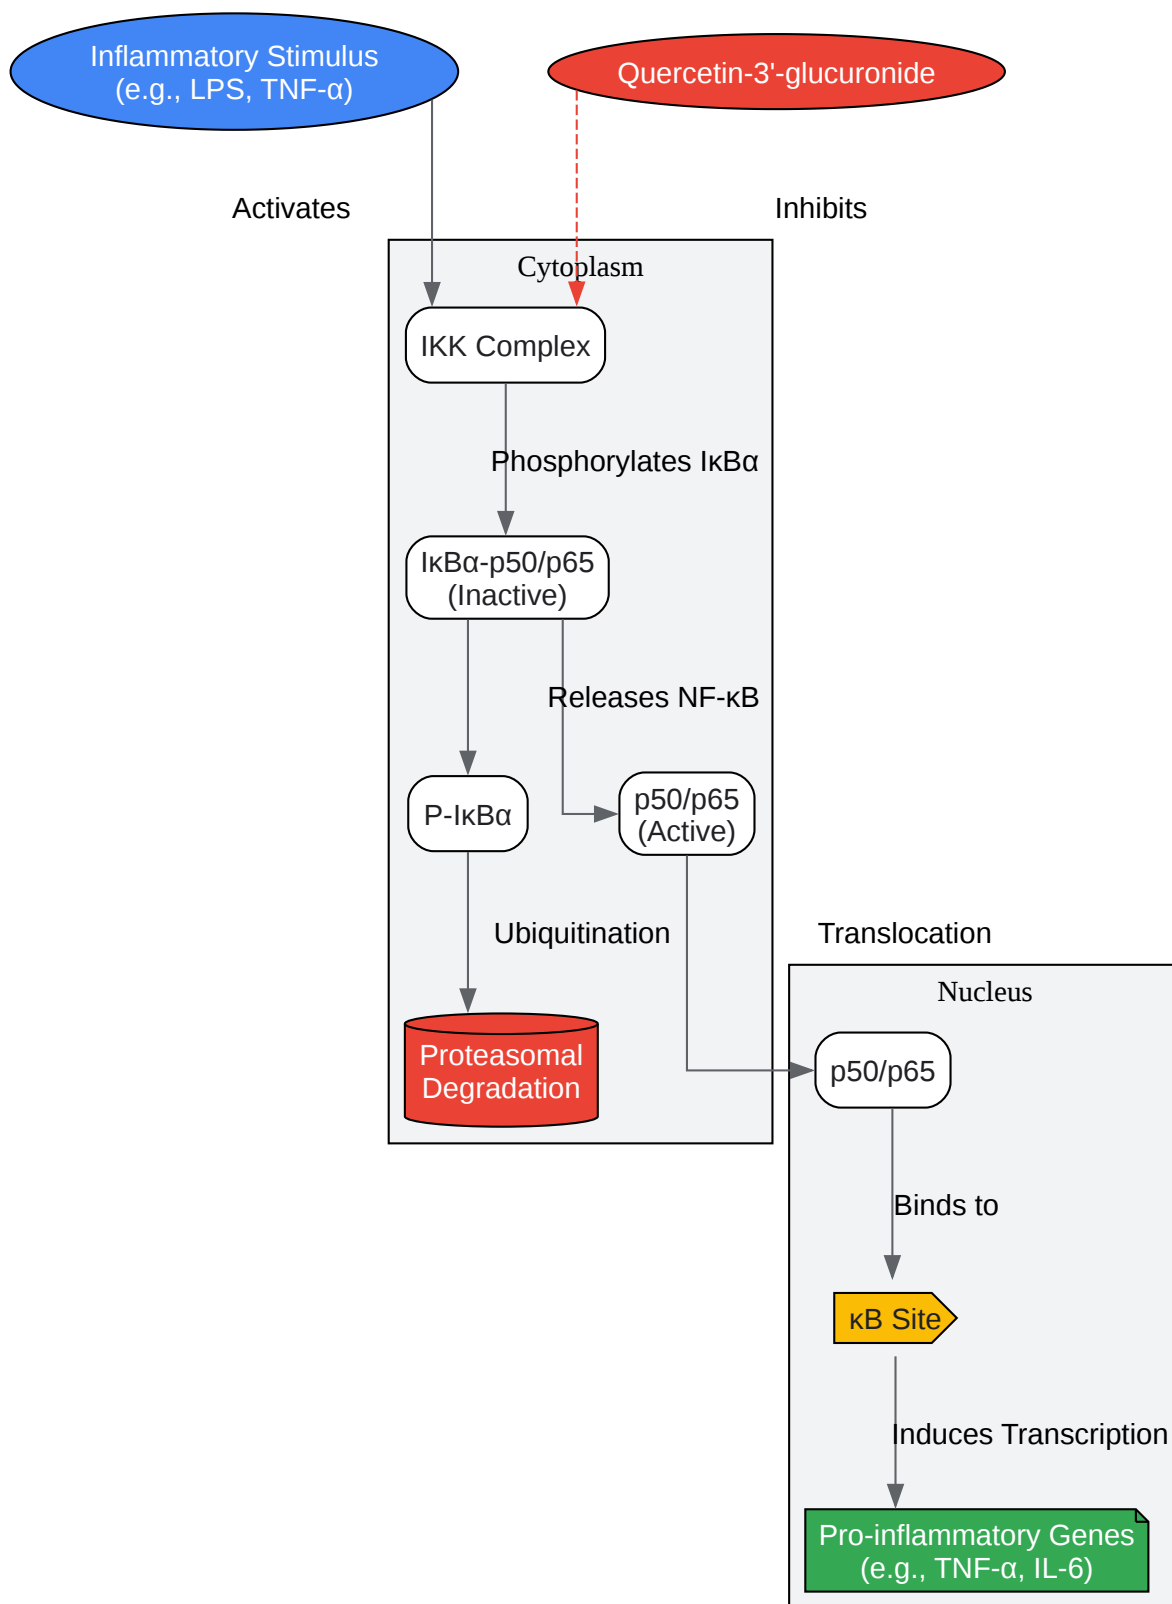 Inflammatory Stimulus
(e.g., LPS, TNF-α)
Quercetin-3'-glucuronide
Activates
Inhibits
Cytoplasm
IKK Complex
Phosphorylates IκBα
IκBα-p50/p65
(Inactive)
Releases NF-κB
P-IκBα
p50/p65
(Active)
Ubiquitination
Translocation
Nucleus
Proteasomal
Degradation
p50/p65
Binds to
κB Site
Induces Transcription
Pro-inflammatory Genes
(e.g., TNF-α, IL-6)